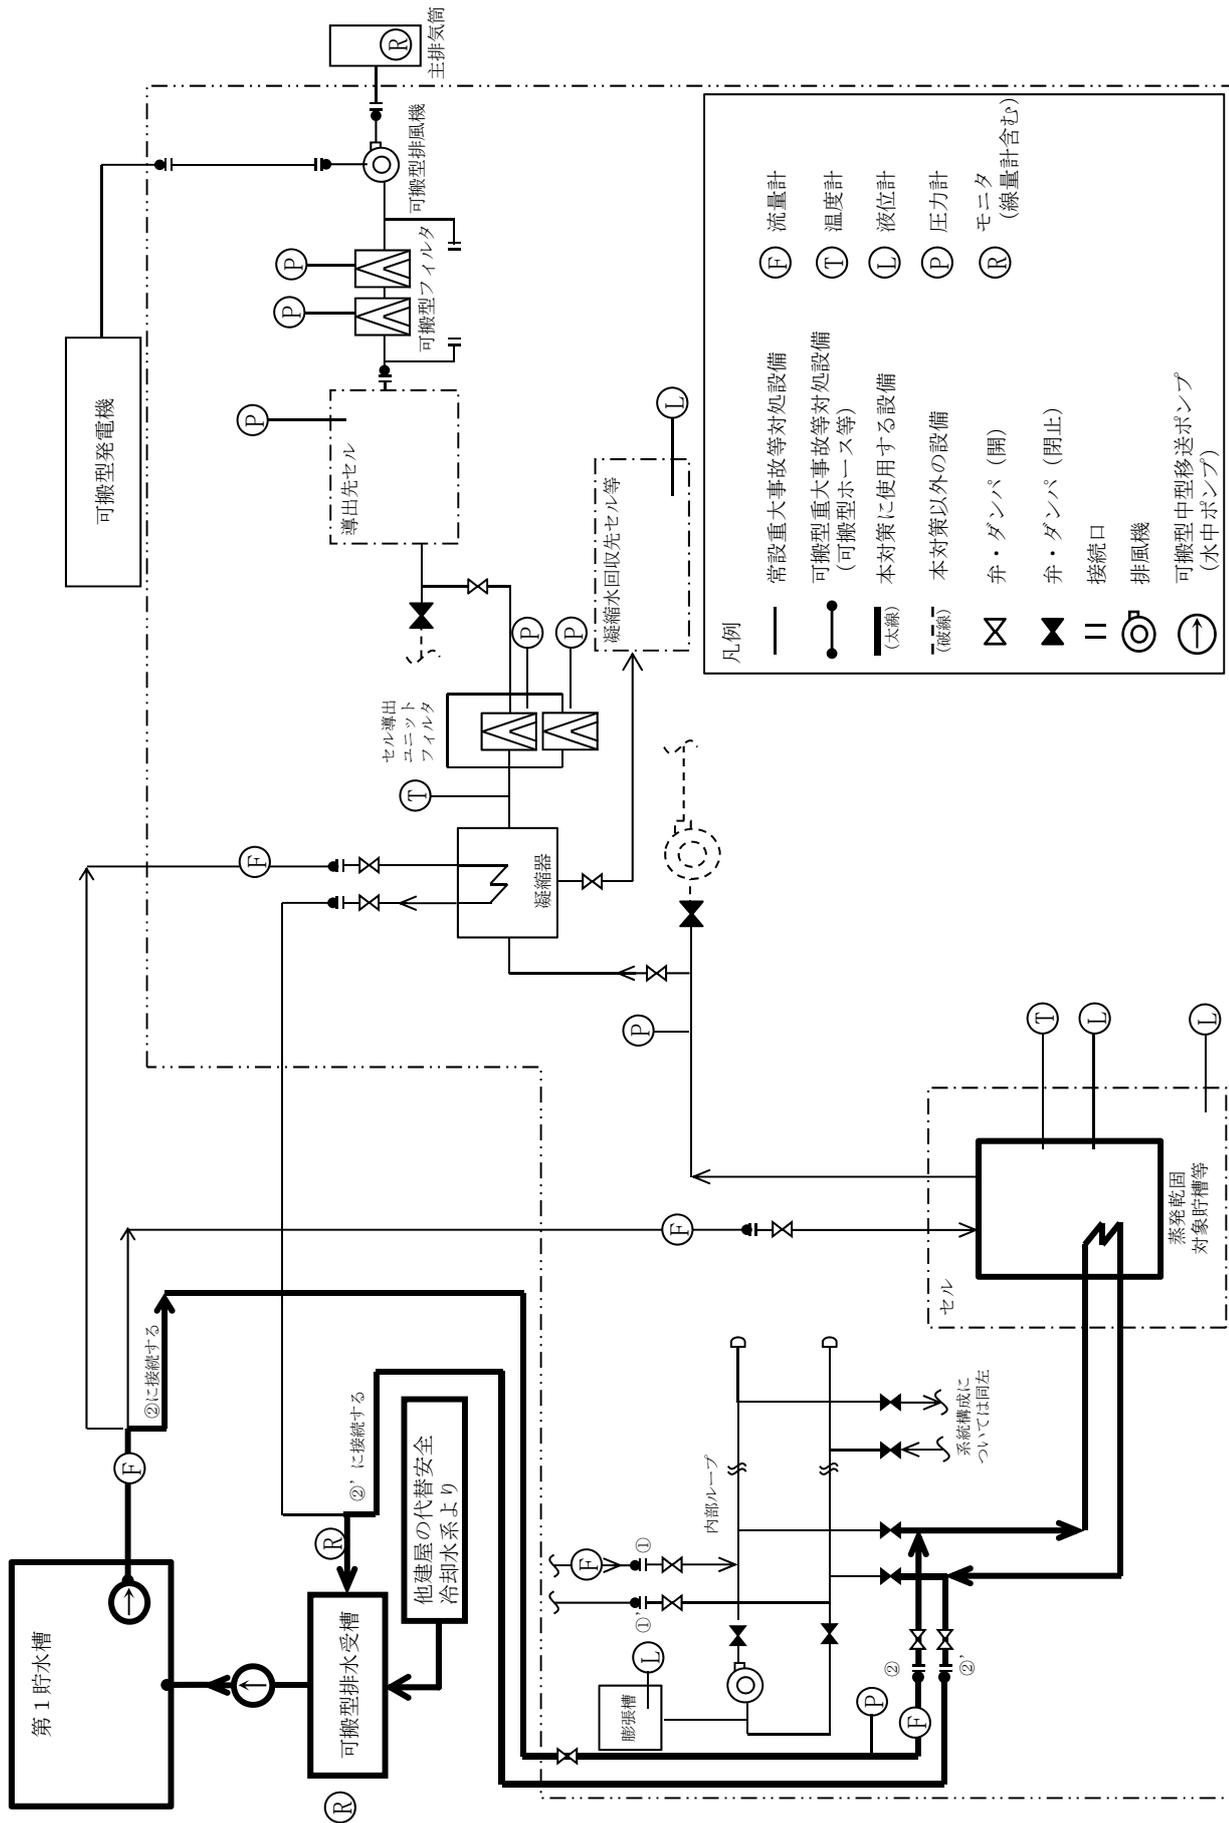 第1貯水槽
F
②に接続する
R
可搬型排水受槽
R
②’に接続する
他建屋の代替安全
冷却水系より
可搬型発電機
主排気筒
R
可搬型排風機
P
P
可搬型フィルタ
P
導出先セル
F
T
セル導出
ユニット
フィルタ
P
P
凝縮器
凝縮水回収先セル等
L
P
F
F
①
①’
内部ループ
膨張槽
L
P
F
②
②’
系統構成に
ついては同左
セル
蒸発乾固
対象貯槽等
T
L
L
凡例
常設重大事故等対処設備
可搬型重大事故等対処設備
(可搬型ホース等)
(太線)
本対策に使用する設備
(破線)
本対策以外の設備
弁・ダンパ（開）
弁・ダンパ（閉止）
接続口
排風機
可搬型中型移送ポンプ
(水中ポンプ)
F 流量計
T 温度計
L 液位計
P 圧力計
R モニタ
(線量計含む)